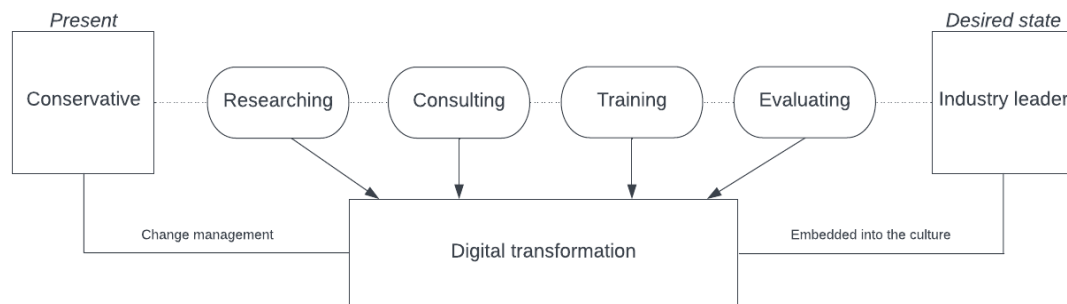 Present
Desired state
Conservative
Researching
Consulting
Training
Evaluating
Industry leader
Change management
Embedded into the culture
Digital transformation